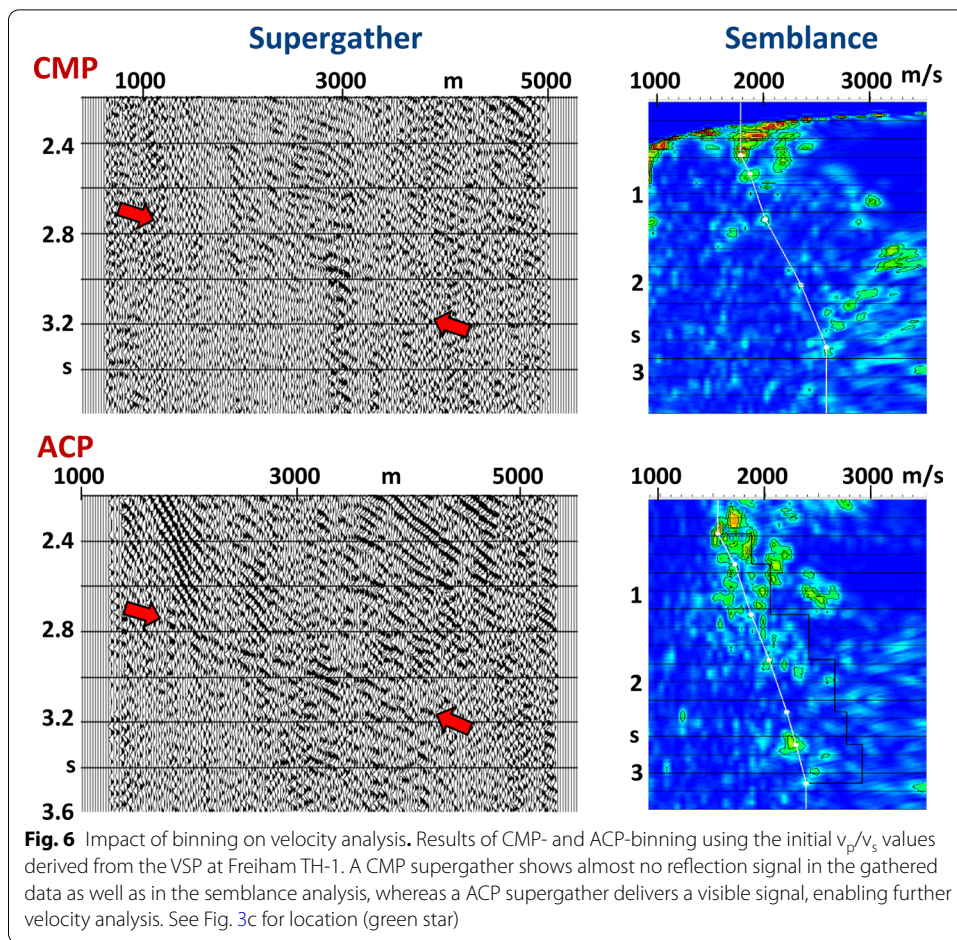 Supergather Semblance
CMP
1000 3000 m 5000
1000 2000 3000 m/s
2.4
2.8
3.2
s
1
2
s
3
ACP
1000 3000 m 5000
1000 2000 3000 m/s
2.4
2.8
3.2
s
3.6
1
2
s
3
Fig. 6 Impact of binning on velocity analysis. Results of CMP- and ACP-binning using the initial vp/vs values
derived from the VSP at Freiham TH-1. A CMP supergather shows almost no reflection signal in the gathered
data as well as in the semblance analysis, whereas a ACP supergather delivers a visible signal, enabling further
velocity analysis. See Fig. 3c for location (green star)